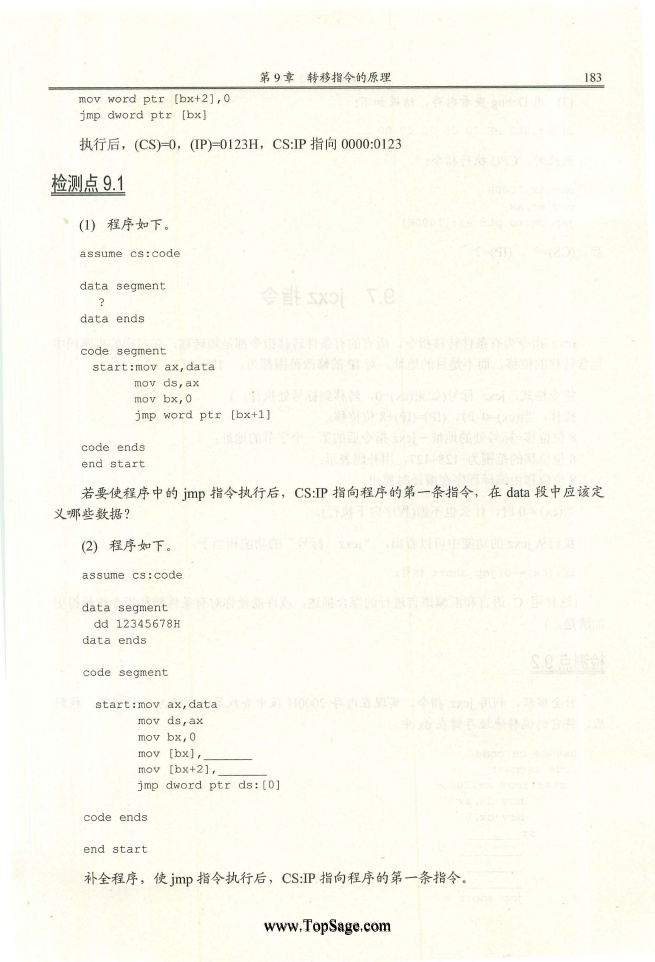 第 9 章 转移指令的原理 183
mov word ptr [bx+2],0
jmp dword ptr [bx]
执行后，(CS)=0，(IP)=0123H，CS:IP 指向 0000:0123
检测点 9.1
(1) 程序如下。
assume cs:code
data segment
?
data ends
code segment
start:mov ax,data
mov ds,ax
mov bx,0
jmp word ptr [bx+1]
code ends
end start
若要使程序中的 jmp 指令执行后，CS:IP 指向程序的第一条指令，在 data 段中应该定
义哪些数据？
(2) 程序如下。
assume cs:code
data segment
dd 12345678H
data ends
code segment
start:mov ax,data
mov ds,ax
mov bx,0
mov [bx],______
mov [bx+2],______
jmp dword ptr ds:[0]
code ends
end start
补全程序，使 jmp 指令执行后，CS:IP 指向程序的第一条指令。
www.TopSage.com